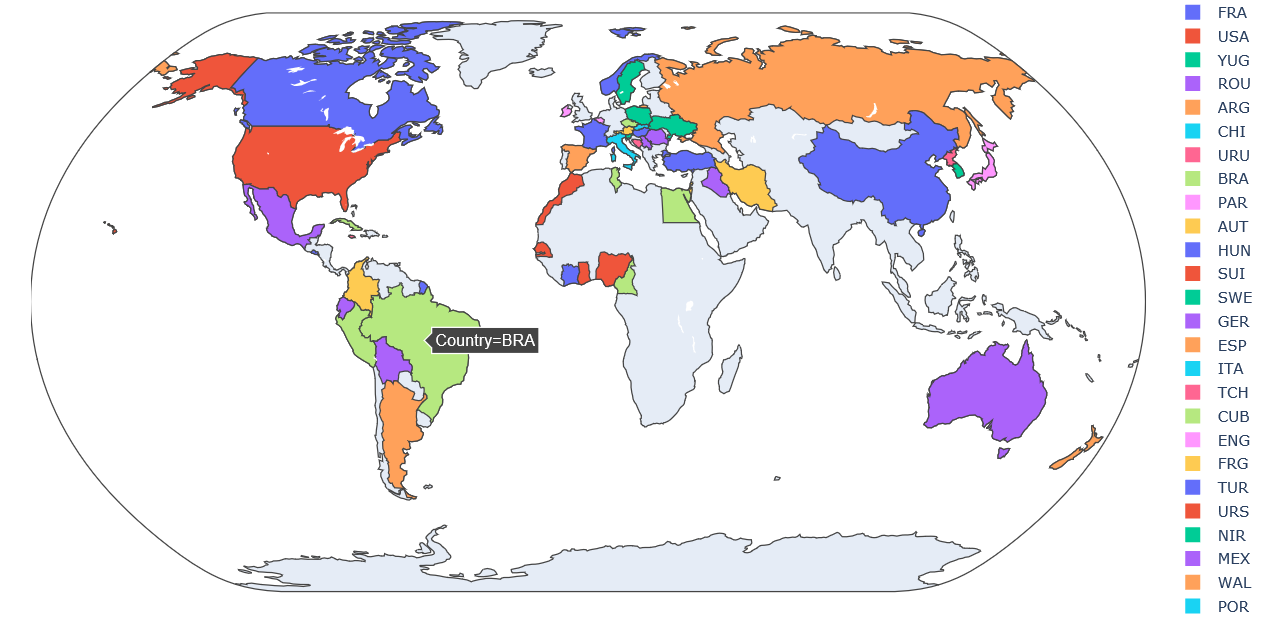 FRA
USA
YUG
ROU
ARG
CHI
URU
BRA
PAR
AUT
HUN
SUI
SWE
GER
ESP
ITA
TCH
CUB
ENG
FRG
TUR
URS
NIR
MEX
WAL
POR
Country=BRA